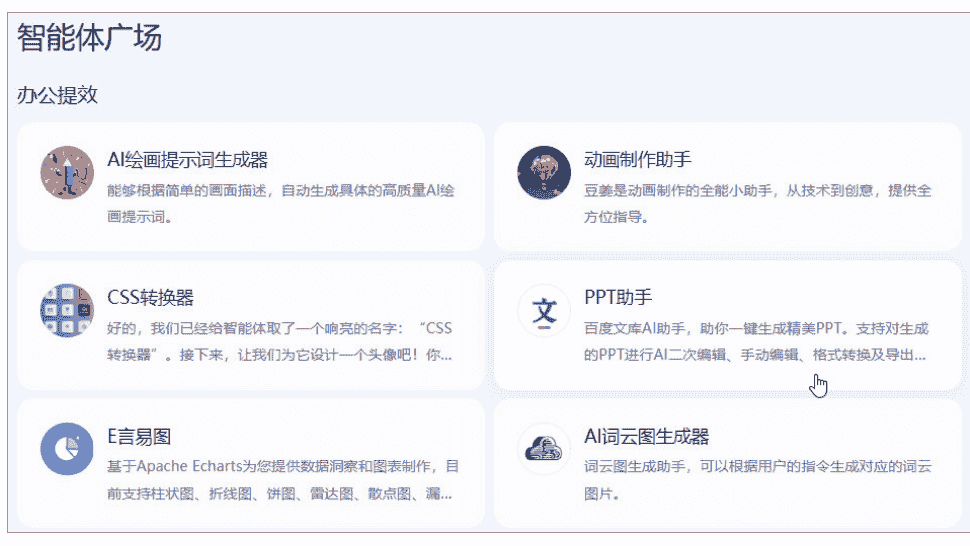 智能体广场
办公提效
AI绘画提示词生成器
能够根据简单的画面描述，自动生成具体的高质量AI绘
画提示词。
动画制作助手
豆姜是动画制作的全能小助手，从技术到创意，提供全
方位指导。
CSS转换器
好的，我们已经给智能体取了一个响亮的名字：“CSS
转换器”。接下来，让我们为它设计一个头像吧！你...
文
PPT助手
百度文库AI助手，助你一键生成精美PPT。支持对生成
的PPT进行AI二次编辑、手动编辑、格式转换及导出...
E言易图
基于Apache Echarts为您提供数据洞察和图表制作，目
前支持柱状图、折线图、饼图、雷达图、散点图、漏...
AI词云图生成器
词云图生成助手，可以根据用户的指令生成对应的词云
图片。